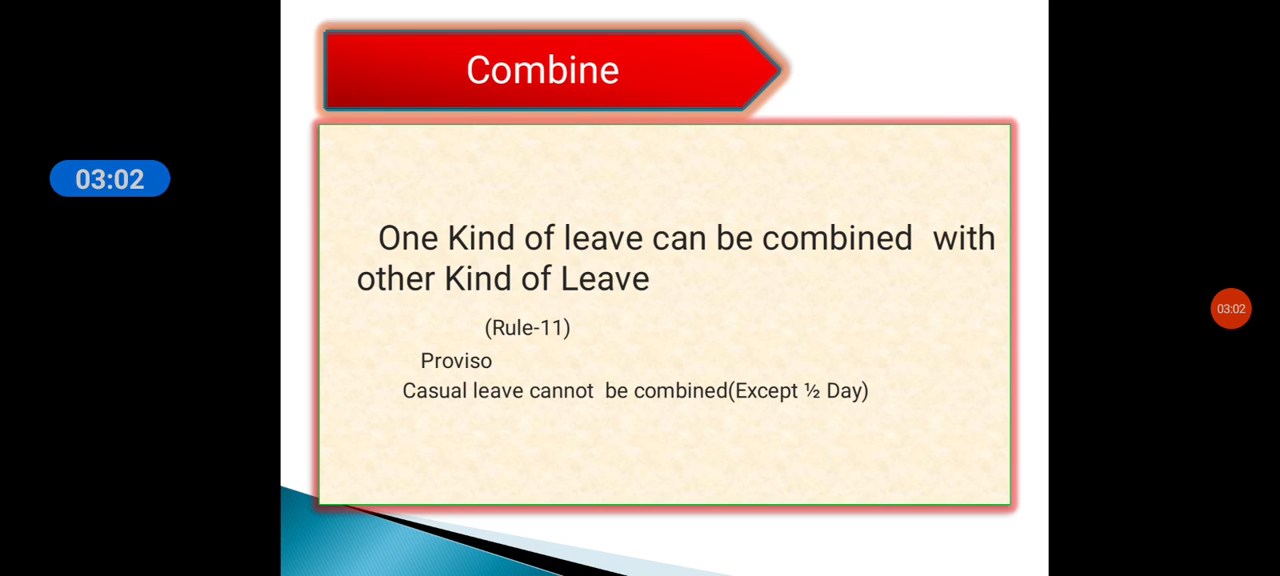 Combine
03:02
One Kind of leave can be combined  with
other Kind of Leave
03:02
(Rule-11)
Proviso
Casual leave cannot  be combined(Except ½ Day)